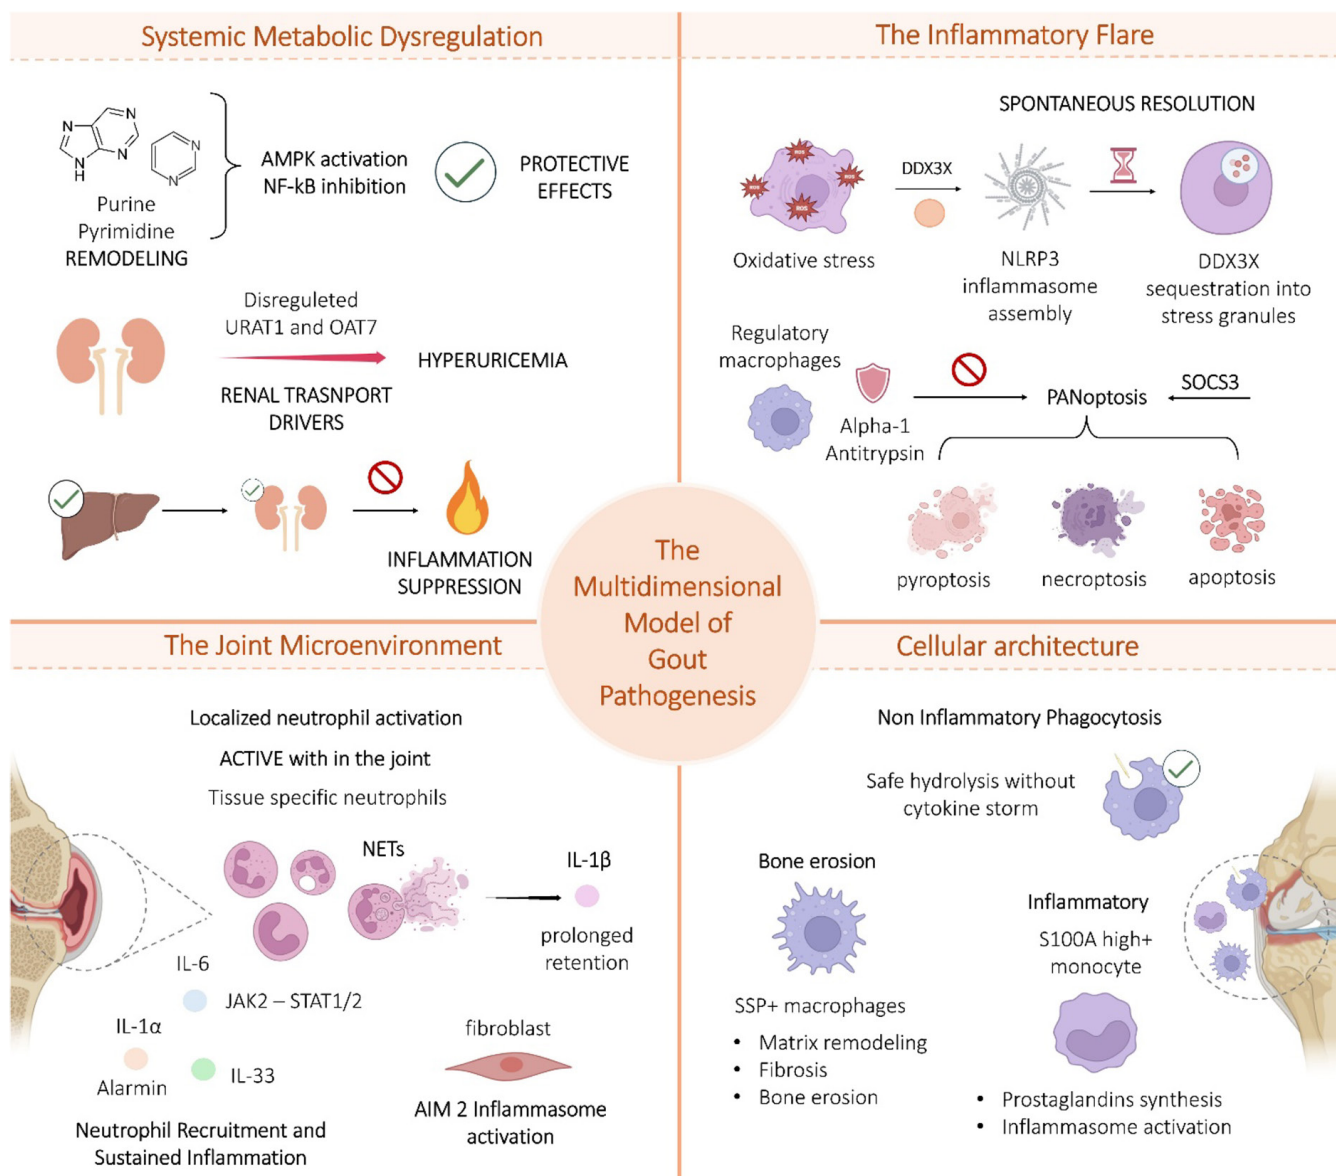 Systemic Metabolic Dysregulation
N
N
N
H
N
N
N
Purine
Pyrimidine
REMODELING
AMPK activation
NF-kB inhibition
PROTECTIVE
EFFECTS
Disreguleted
URAT1 and OAT7
HYPERURICEMIA
RENAL TRASNPORT
DRIVERS
INFLAMMATION
SUPPRESSION
The Inflammatory Flare
SPONTANEOUS RESOLUTION
ROS
ROS
ROS
ROS
DDX3X
Oxidative stress
NLRP3
inflammasome
assembly
DDX3X
sequestration into
stress granules
Regulatory
macrophages
Alpha-1
Antitrypsin
PANoptosis
SOCS3
pyroptosis
necroptosis
apoptosis
The
Multidimensional
Model of
Gout
Pathogenesis
The Joint Microenvironment
Localized neutrophil activation
ACTIVE with in the joint
Tissue specific neutrophils
NETs
IL-1β
prolonged
retention
IL-6
JAK2 – STAT1/2
IL-1α
Alarmin
IL-33
Neutrophil Recruitment and
Sustained Inflammation
fibroblast
AIM 2 Inflammasome
activation
Cellular architecture
Non Inflammatory Phagocytosis
Safe hydrolysis without
cytokine storm
Bone erosion
SSP+ macrophages
• Matrix remodeling
• Fibrosis
• Bone erosion
Inflammatory
S100A high+
monocyte
• Prostaglandins synthesis
• Inflammasome activation